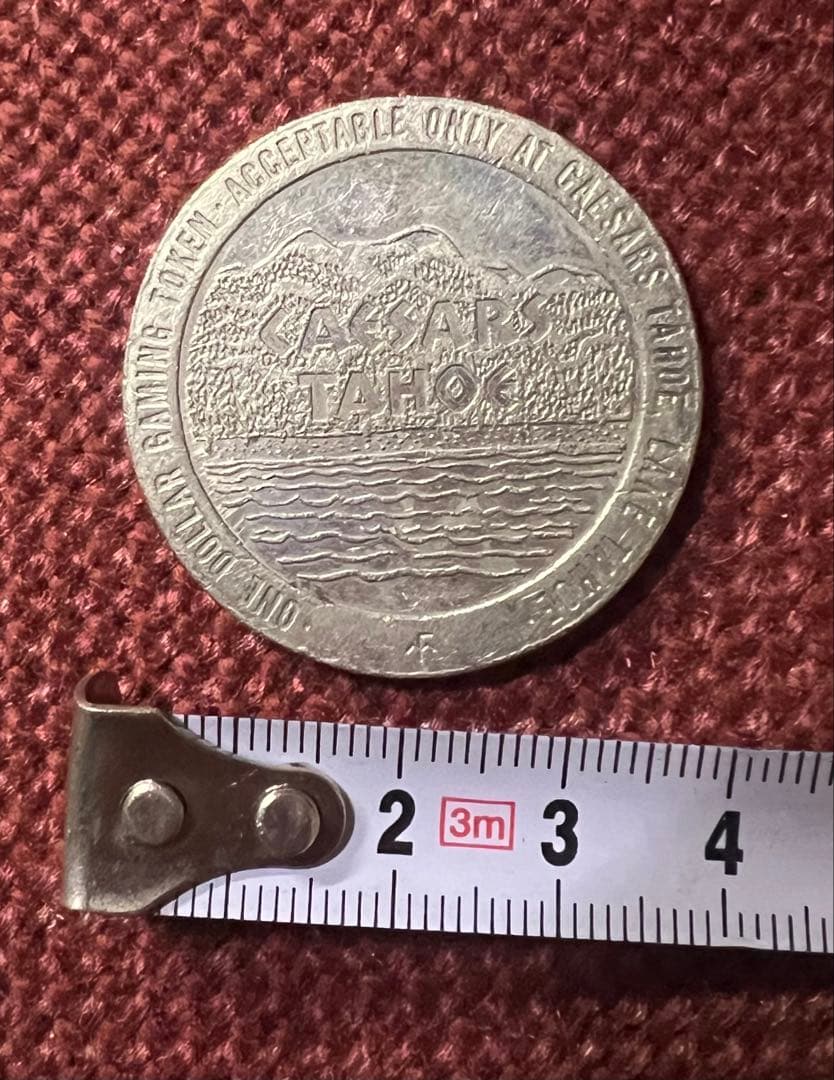 ONE DOLLAR GAMING TOKEN · ACCEPTABLE ONLY AT CAESARS TAHOE, LAKE TAHOE.
CAESARS
TAHOE
2 3m 3 4